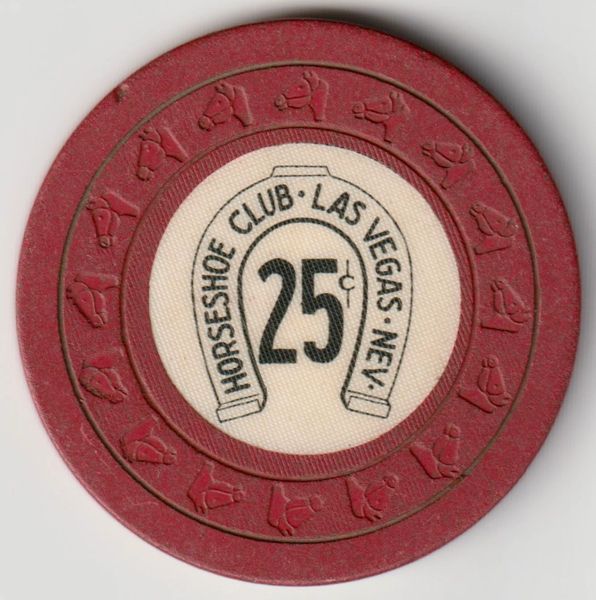 HORSESHOE CLUB · LAS VEGAS · NEV·
25¢